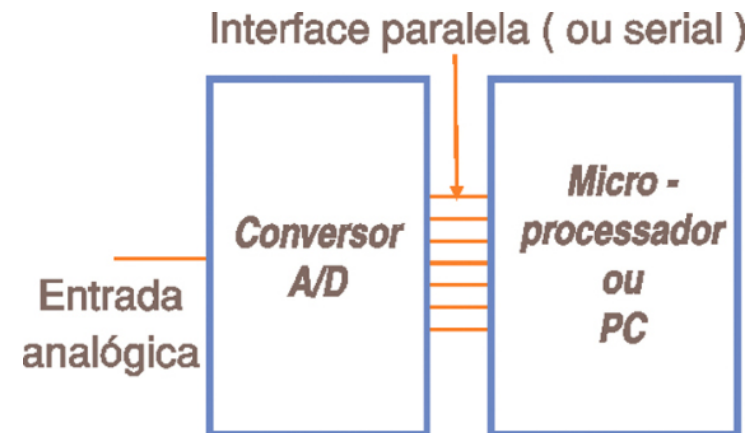 Interface paralela ( ou serial )
Conversor
A/D
Micro -
processador
ou
PC
Entrada
analógica